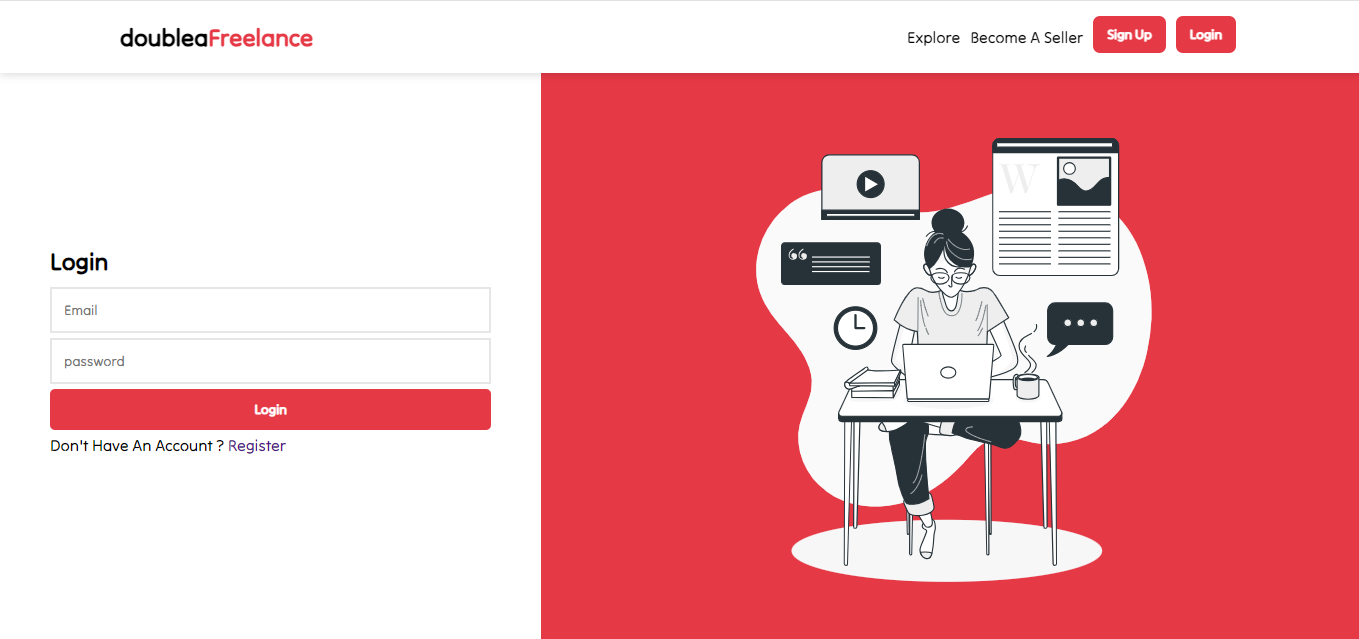 doubleaFreelance
Explore Become A Seller Sign Up Login
Login
Email
password
Login
Don't Have An Account ? Register
W